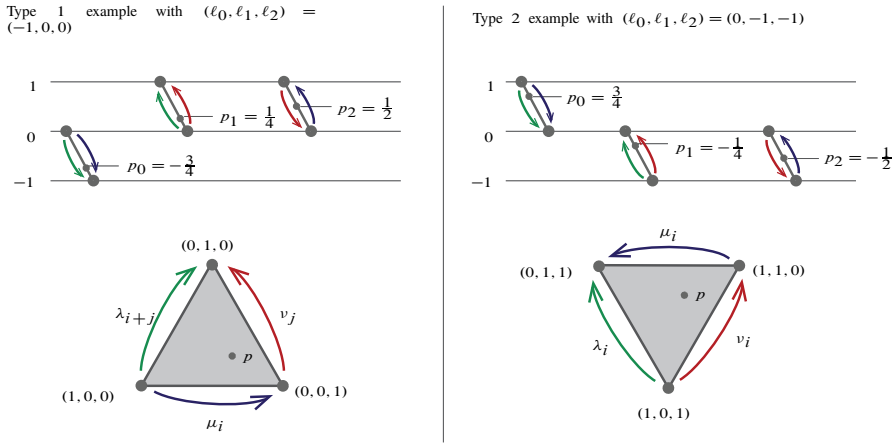 Type 1 example with (ℓ₀, ℓ₁, ℓ₂) =
(−1, 0, 0)
1
0
−1
p₀ = −3/4
p₁ = 1/4
p₂ = 1/2
(0, 1, 0)
λᵢ₊ⱼ
νⱼ
p
(1, 0, 0)
(0, 0, 1)
μᵢ
Type 2 example with (ℓ₀, ℓ₁, ℓ₂) = (0, −1, −1)
1
0
−1
p₀ = 3/4
p₁ = −1/4
p₂ = −1/2
μᵢ
(0, 1, 1)
(1, 1, 0)
p
λᵢ
νᵢ
(1, 0, 1)